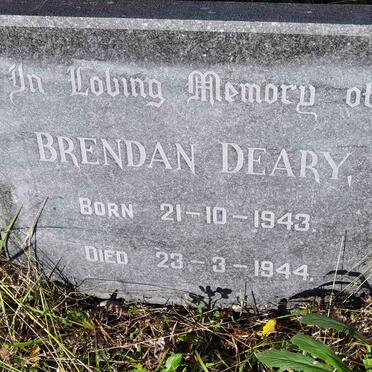 In Loving Memory of
BRENDAN DEARY,
BORN 21-10-1943.
DIED 23-3-1944.